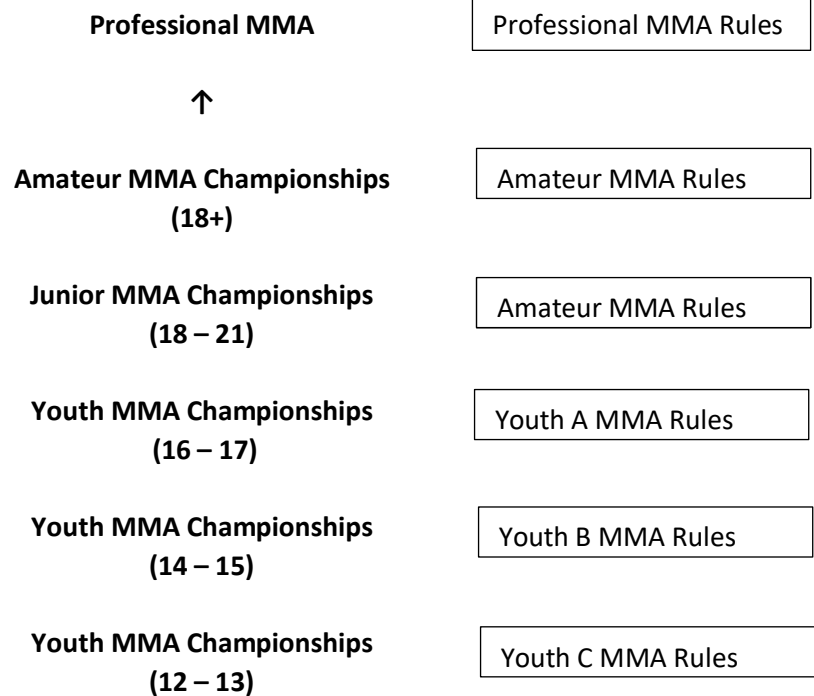 Professional MMA
Professional MMA Rules
↑
Amateur MMA Championships
(18+)
Amateur MMA Rules
Junior MMA Championships
(18 – 21)
Amateur MMA Rules
Youth MMA Championships
(16 – 17)
Youth A MMA Rules
Youth MMA Championships
(14 – 15)
Youth B MMA Rules
Youth MMA Championships
(12 – 13)
Youth C MMA Rules